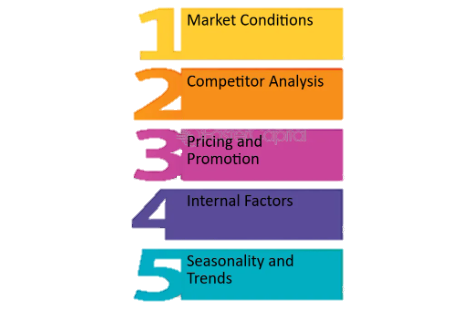 1 Market Conditions
2 Competitor Analysis
3 Pricing and
Promotion
4 Internal Factors
5 Seasonality and
Trends